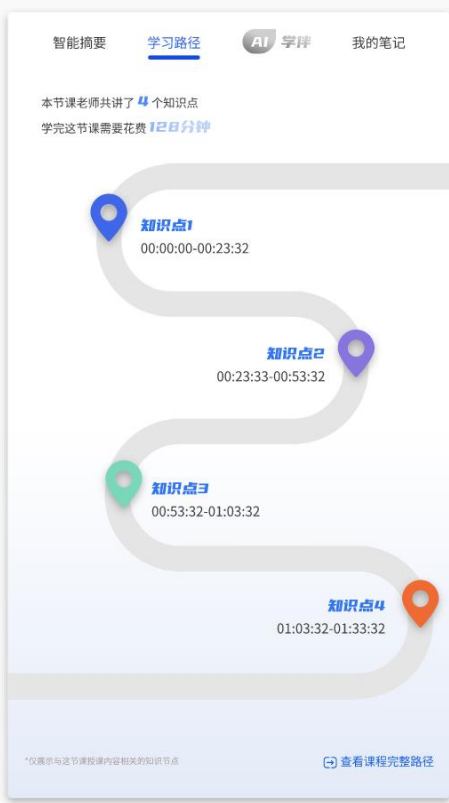 智能摘要 学习路径 AI 学伴 我的笔记
本节课老师共讲了 4 个知识点
学完这节课需要花费 128分钟
知识点1
00:00:00-00:23:32
知识点2
00:23:33-00:53:32
知识点3
00:53:32-01:03:32
知识点4
01:03:32-01:33:32
*仅展示与这节课授课内容相关的知识节点 查看课程完整路径